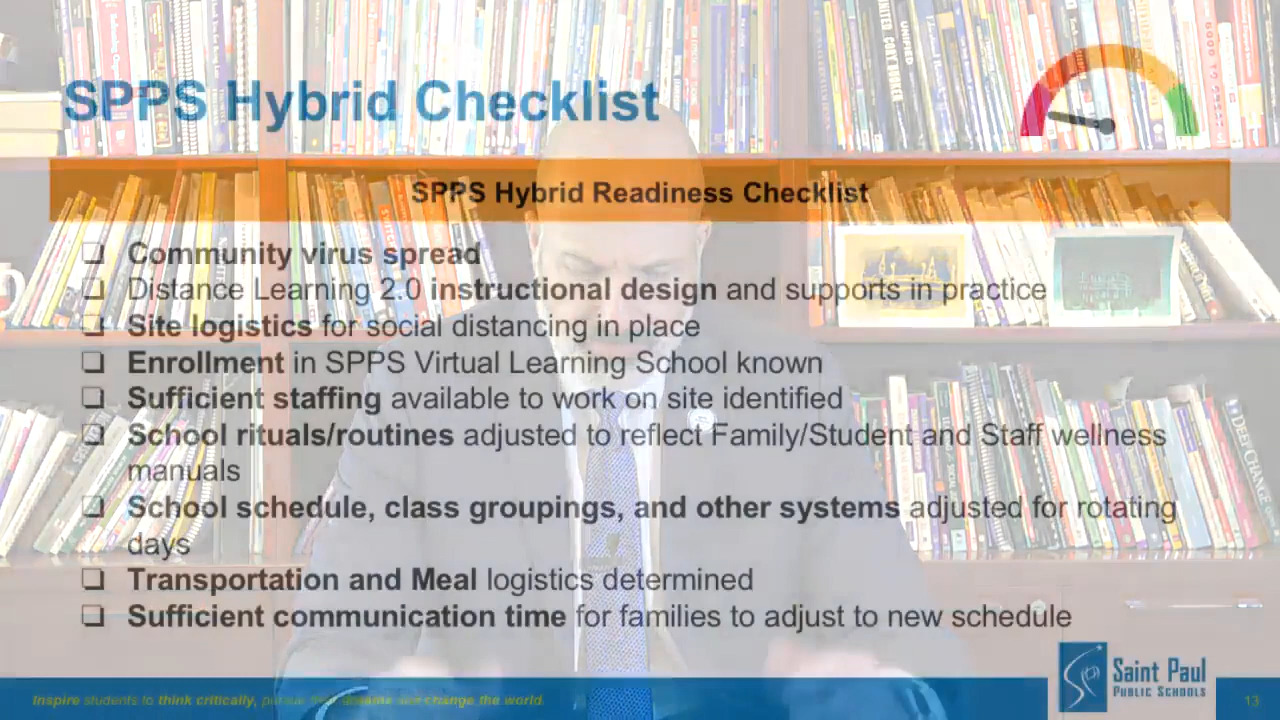 SPPS Hybrid Checklist
SPPS Hybrid Readiness Checklist
❏ Community virus spread
❏ Distance Learning 2.0 instructional design and supports in practice
❏ Site logistics for social distancing in place
❏ Enrollment in SPPS Virtual Learning School known
❏ Sufficient staffing available to work on site identified
❏ School rituals/routines adjusted to reflect Family/Student and Staff wellness
manuals
❏ School schedule, class groupings, and other systems adjusted for rotating
days
❏ Transportation and Meal logistics determined
❏ Sufficient communication time for families to adjust to new schedule
Saint Paul
PUBLIC SCHOOLS
Inspire students to think critically, change the world.
13
DEEP CHANGE